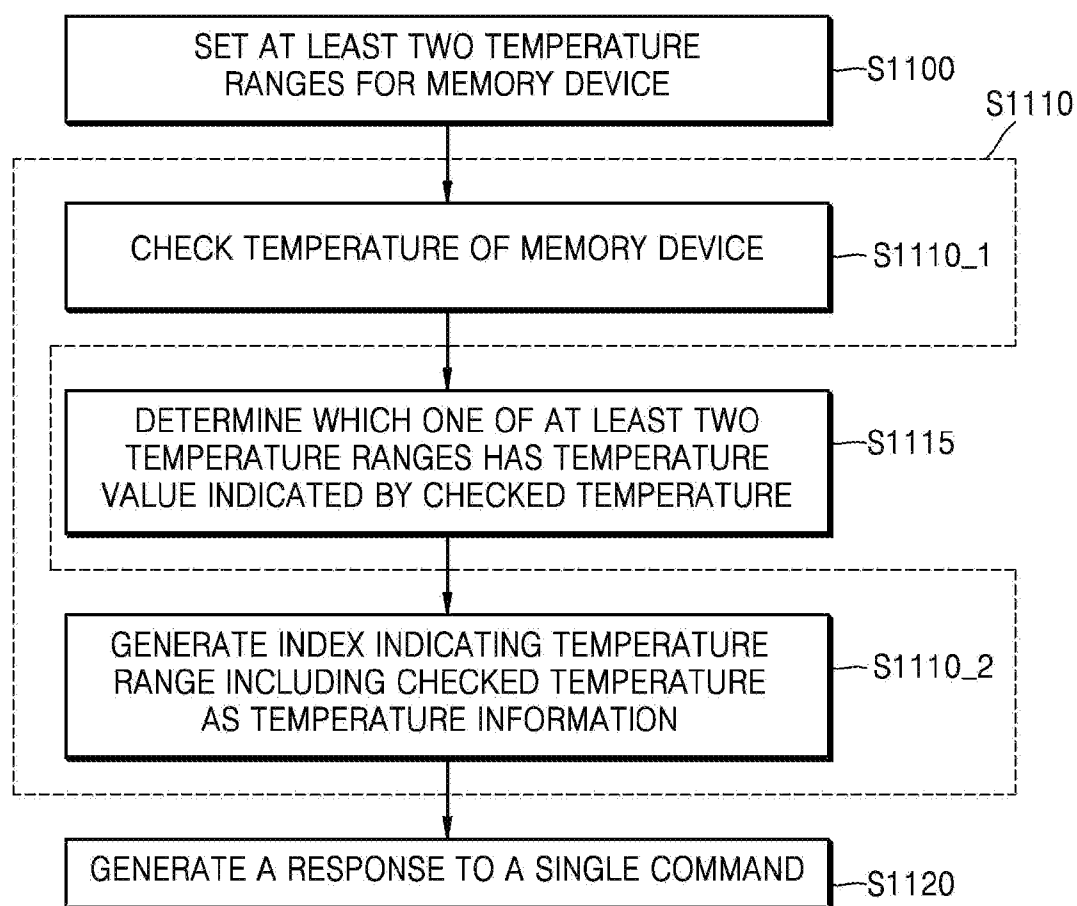 SET AT LEAST TWO TEMPERATURE
RANGES FOR MEMORY DEVICE
S1100
S1110
CHECK TEMPERATURE OF MEMORY DEVICE
S1110_1
DETERMINE WHICH ONE OF AT LEAST TWO
TEMPERATURE RANGES HAS TEMPERATURE
VALUE INDICATED BY CHECKED TEMPERATURE
S1115
GENERATE INDEX INDICATING TEMPERATURE
RANGE INCLUDING CHECKED TEMPERATURE
AS TEMPERATURE INFORMATION
S1110_2
GENERATE A RESPONSE TO A SINGLE COMMAND
S1120